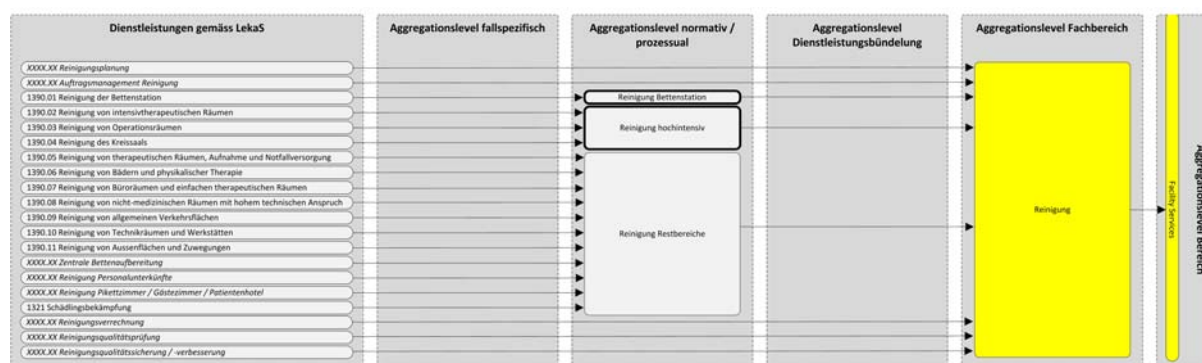 Dienstleistungen gemäss LekaS
Aggregationslevel fallspezifisch
Aggregationslevel normativ /
prozessual
Aggregationslevel
Dienstleistungsbündelung
Aggregationslevel Fachbereich
Aggregationslevel Bereich
XXXX.XX Reinigungsplanung
XXXX.XX Auftragsmanagement Reinigung
1390.01 Reinigung der Bettenstation
1390.02 Reinigung von intensivtherapeutischen Räumen
1390.03 Reinigung von Operationsräumen
1390.04 Reinigung des Kreissaals
1390.05 Reinigung von therapeutischen Räumen, Aufnahme und Notfallversorgung
1390.06 Reinigung von Bädern und physikalischer Therapie
1390.07 Reinigung von Büroräumen und einfachen therapeutischen Räumen
1390.08 Reinigung von nicht-medizinischen Räumen mit hohem technischen Anspruch
1390.09 Reinigung von allgemeinen Verkehrsflächen
1390.10 Reinigung von Technikräumen und Werkstätten
1390.11 Reinigung von Aussenflächen und Zuwegungen
XXXX.XX Zentrale Bettenaufbereitung
XXXX.XX Reinigung Personalunterkünfte
XXXX.XX Reinigung Pikettzimmer / Gästezimmer / Patientenhotel
1321 Schädlingsbekämpfung
XXXX.XX Reinigungsverrechnung
XXXX.XX Reinigungsqualitätsprüfung
XXXX.XX Reinigungsqualitätssicherung / -verbesserung
Reinigung Bettenstation
Reinigung hochintensiv
Reinigung Restbereiche
Reinigung
Facility Services